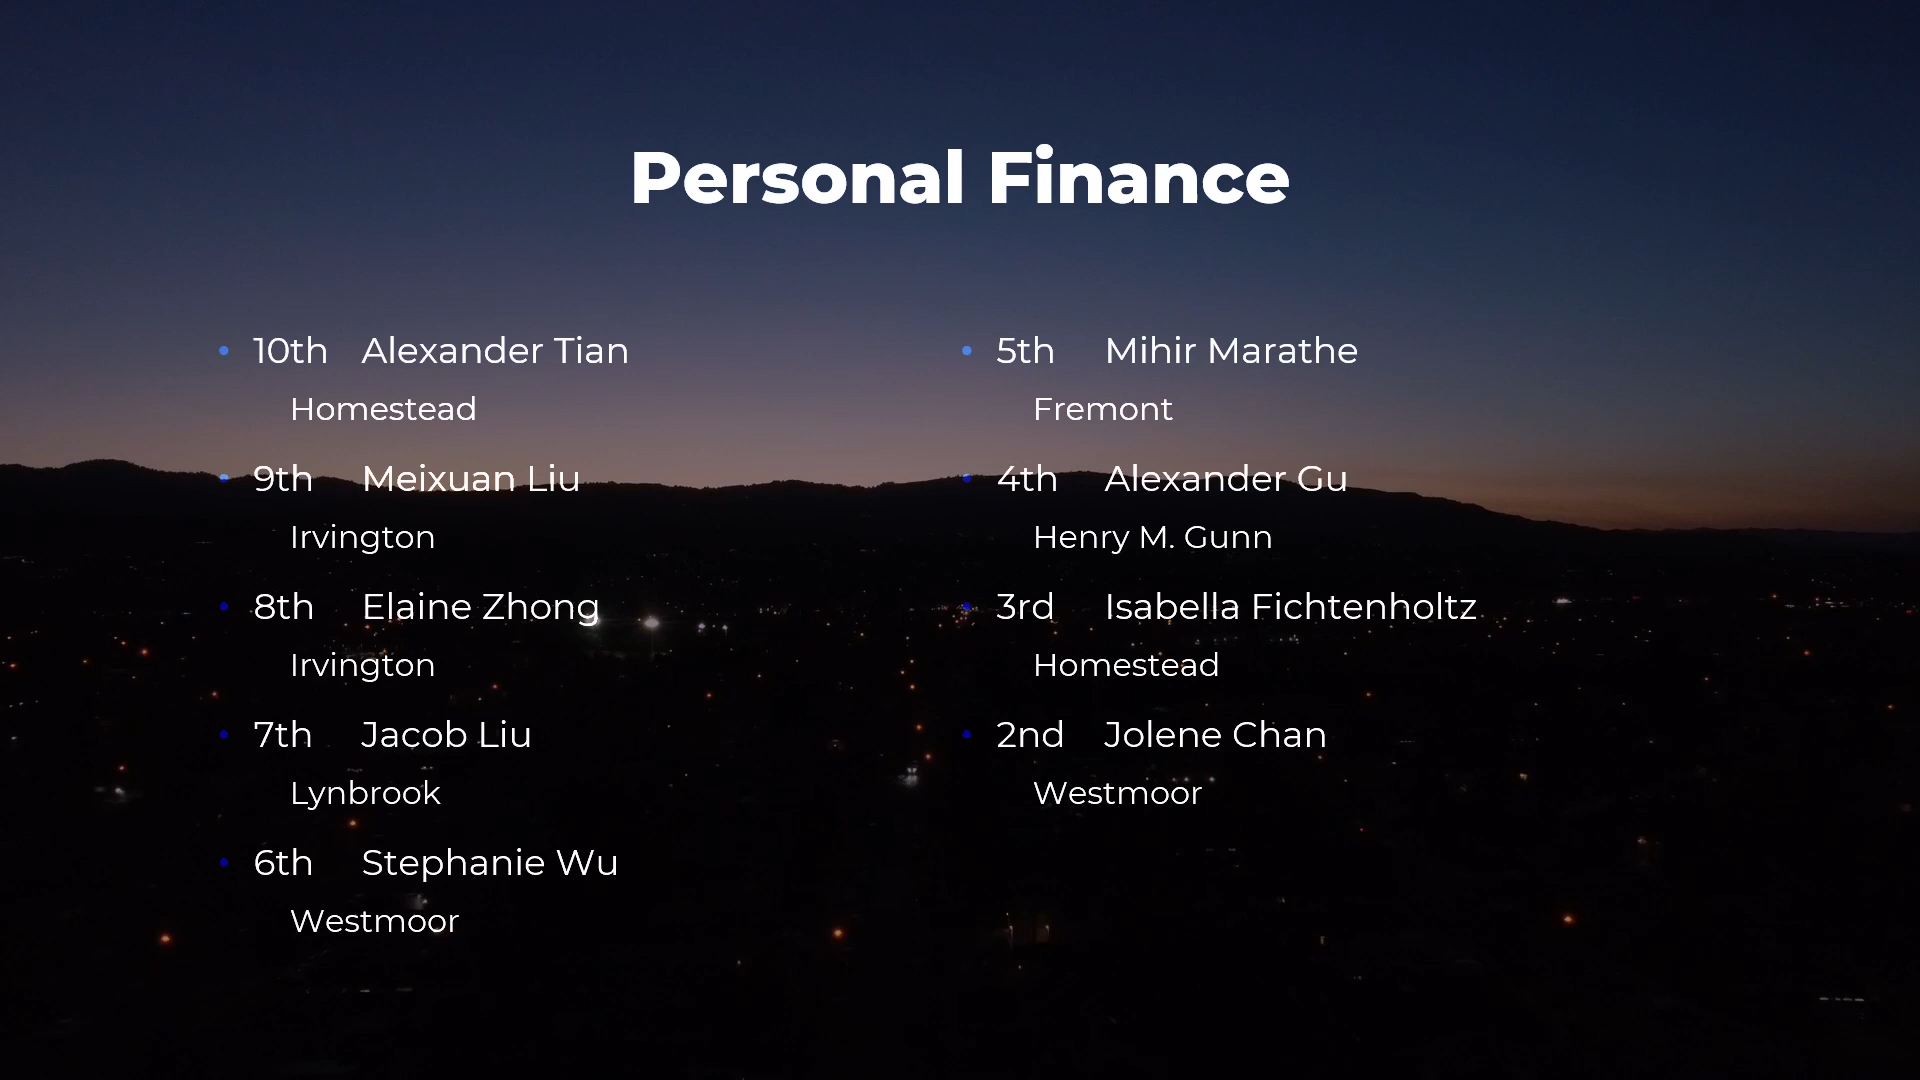 Personal Finance
10th Alexander Tian
Homestead
9th Meixuan Liu
Irvington
8th Elaine Zhong
Irvington
7th Jacob Liu
Lynbrook
6th Stephanie Wu
Westmoor
5th Mihir Marathe
Fremont
4th Alexander Gu
Henry M. Gunn
3rd Isabella Fichtenholtz
Homestead
2nd Jolene Chan
Westmoor